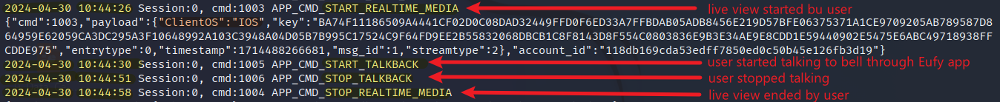 2024-04-30 10:44:26 Session:0, cmd:1003 APP_CMD_START_REALTIME_MEDIA live view started bu user
{"cmd":1003,"payload":{"ClientOS":"IOS","key":"BA74F11186509A4441CF02D0C08DAD32449FFD0F6ED33A7FFBDAB05ADB8456E219D57BFE06375371A1CE9709205AB789587D8
64959E62059CA3DC295A3F10648992A103C3948A04D05B7B995C17524C9F64FD9EE2B55832068DBCB1C8F8143D8F554C0803836E9B3E34AE9E8CDD1E59440902E5475E6ABC49718938FF
CDDE975","entrytype":0,"timestamp":1714488266681,"msg_id":1,"streamtype":2},"account_id":"118db169cda53edff7850ed0c50b45e126fb3d19"}
2024-04-30 10:44:30 Session:0, cmd:1005 APP_CMD_START_TALKBACK user started talking to bell through Eufy app
2024-04-30 10:44:51 Session:0, cmd:1006 APP_CMD_STOP_TALKBACK user stopped talking
2024-04-30 10:44:58 Session:0, cmd:1004 APP_CMD_STOP_REALTIME_MEDIA live view ended by user